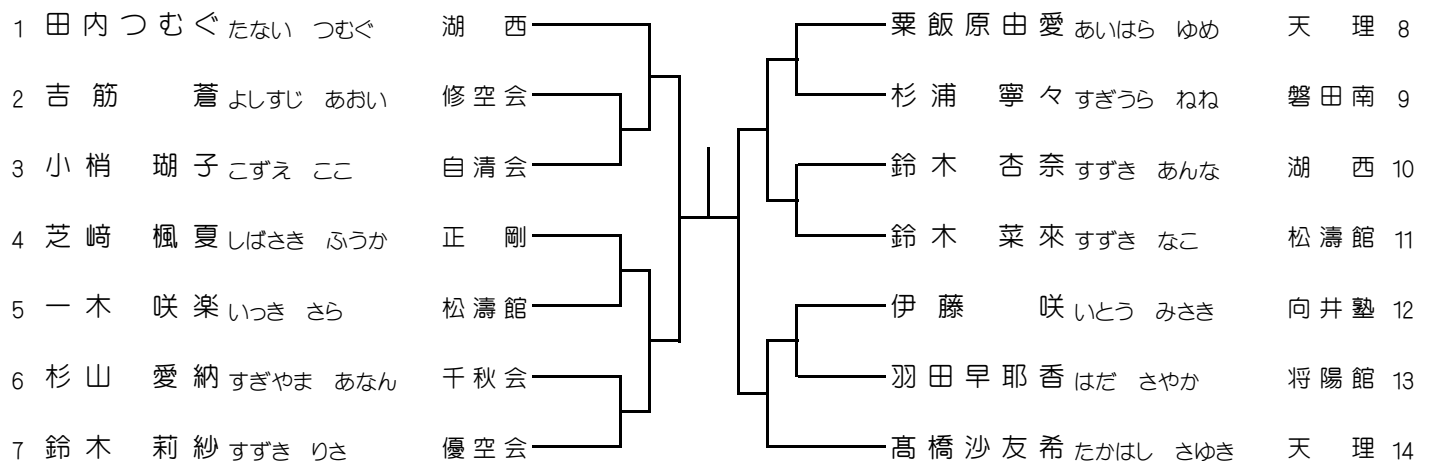 1 田内つむぐ たない つむぐ 湖西
2 吉筋 蒼 よしすじ あおい 修空会
3 小梢 瑚子 こずえ ここ 自清会
4 芝﨑 楓夏 しばさき ふうか 正剛
5 一木 咲楽 いっき さら 松濤館
6 杉山 愛納 すぎやま あなん 千秋会
7 鈴木 莉紗 すずき りさ 優空会
粟飯原由愛 あいはら ゆめ 天理 8
杉浦 寧々 すぎうら ねね 磐田南 9
鈴木 杏奈 すずき あんな 湖西 10
鈴木 菜來 すずき なこ 松濤館 11
伊藤 咲 いとう みさき 向井塾 12
羽田早耶香 はだ さやか 将陽館 13
髙橋沙友希 たかはし さゆき 天理 14